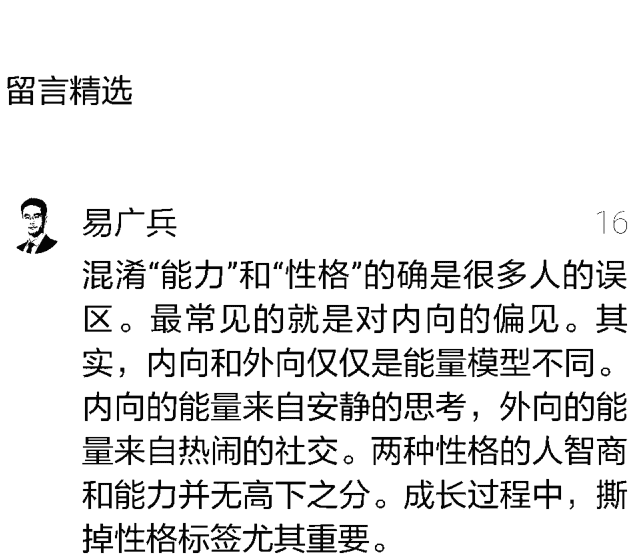 留言精选
易广兵 16
混淆“能力”和“性格”的确是很多人的误
区。最常见的就是对内向的偏见。其
实，内向和外向仅仅是能量模型不同。
内向的能量来自安静的思考，外向的能
量来自热闹的社交。两种性格的人智商
和能力并无高下之分。成长过程中，撕
掉性格标签尤其重要。